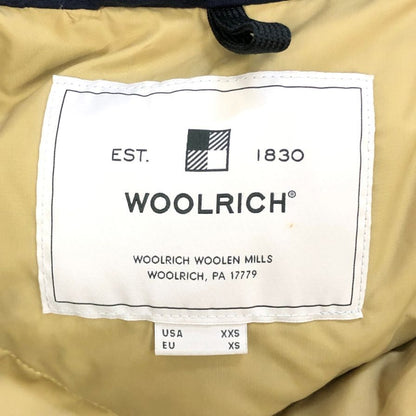 EST. 1830
WOOLRICH®
WOOLRICH WOOLEN MILLS
WOOLRICH, PA 17779
USA XXS
EU XS